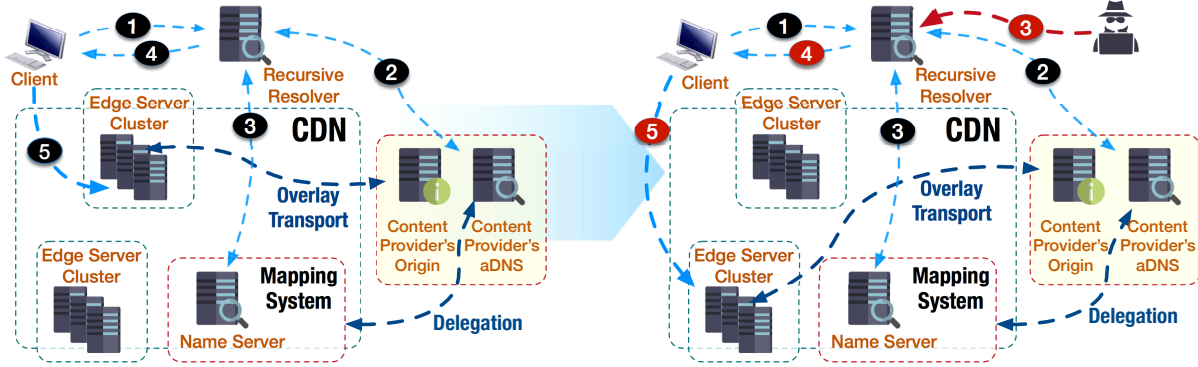 1
4
Client
Recursive
Resolver
2
3
5
Edge Server
Cluster
CDN
Overlay
Transport
i
Content
Provider's
Origin
Content
Provider's
aDNS
Edge Server
Cluster
Mapping
System
Name Server
Delegation
1
4
3
Client
Recursive
Resolver
2
3
5
Edge Server
Cluster
CDN
Overlay
Transport
i
Content
Provider's
Origin
Content
Provider's
aDNS
Edge Server
Cluster
Mapping
System
Name Server
Delegation